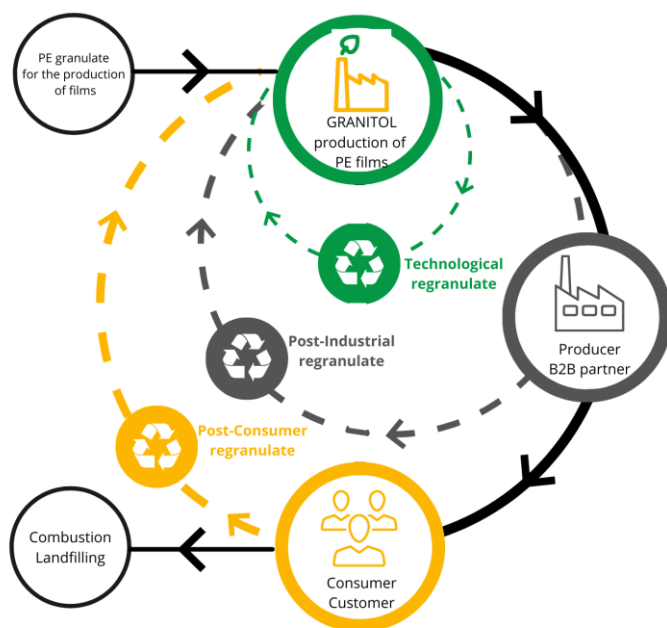 PE granulate
for the production
of films
GRANITOL
production of
PE films
Technological
regranulate
Producer
B2B partner
Post-Industrial
regranulate
Post-Consumer
regranulate
Combustion
Landfilling
Consumer
Customer